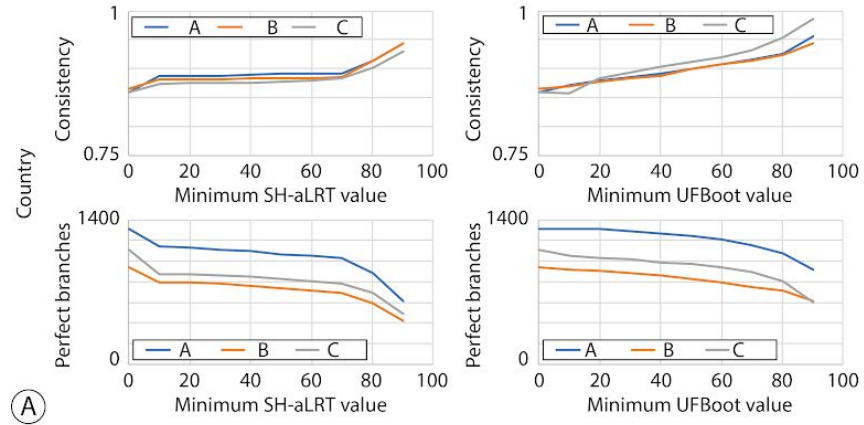 Country
Consistency
1
0.75
A B C
0 20 40 60 80 100
Minimum SH-aLRT value
Consistency
1
0.75
A B C
0 20 40 60 80 100
Minimum UFBoot value
Perfect branches
1400
0
A B C
0 20 40 60 80 100
Minimum SH-aLRT value
Perfect branches
1400
0
A B C
0 20 40 60 80 100
Minimum UFBoot value
A